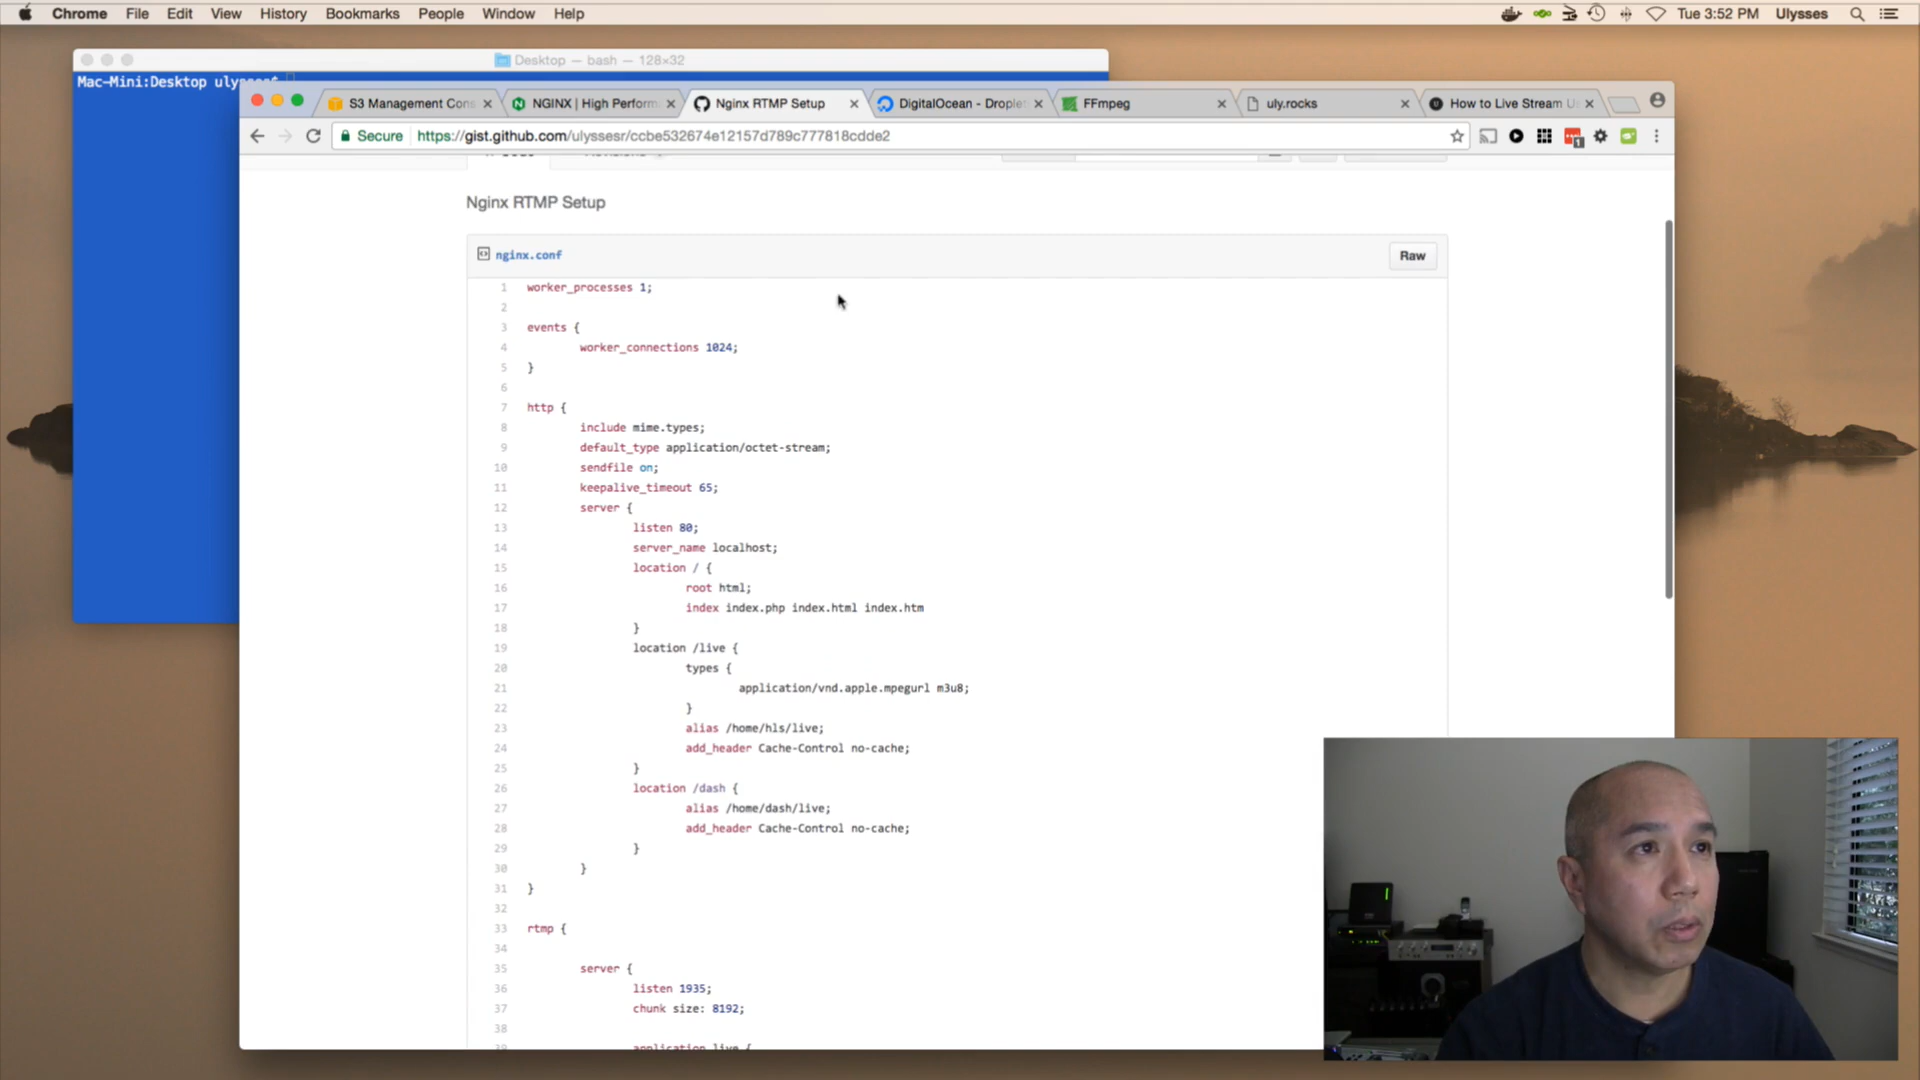 Chrome File Edit View History Bookmarks People Window Help Tue 3:52 PM Ulysses
Desktop — bash — 128×32
Mac-Mini:Desktop
S3 Management Cons NGINX | High Perform Nginx RTMP Setup DigitalOcean - Droplet FFmpeg uly.rocks How to Live Stream U
Secure https://gist.github.com/ulyssesr/ccbe532674e12157d789c777818cdde2
Nginx RTMP Setup
nginx.conf Raw
1 worker_processes 1;
2
3 events {
4 worker_connections 1024;
5 }
6
7 http {
8 include mime.types;
9 default_type application/octet-stream;
10 sendfile on;
11 keepalive_timeout 65;
12 server {
13 listen 80;
14 server_name localhost;
15 location / {
16 root html;
17 index index.php index.html index.htm
18 }
19 location /live {
20 types {
21 application/vnd.apple.mpegurl m3u8;
22 }
23 alias /home/hls/live;
24 add_header Cache-Control no-cache;
25 }
26 location /dash {
27 alias /home/dash/live;
28 add_header Cache-Control no-cache;
29 }
30 }
31 }
32
33 rtmp {
34
35 server {
36 listen 1935;
37 chunk size: 8192;
38
application live {